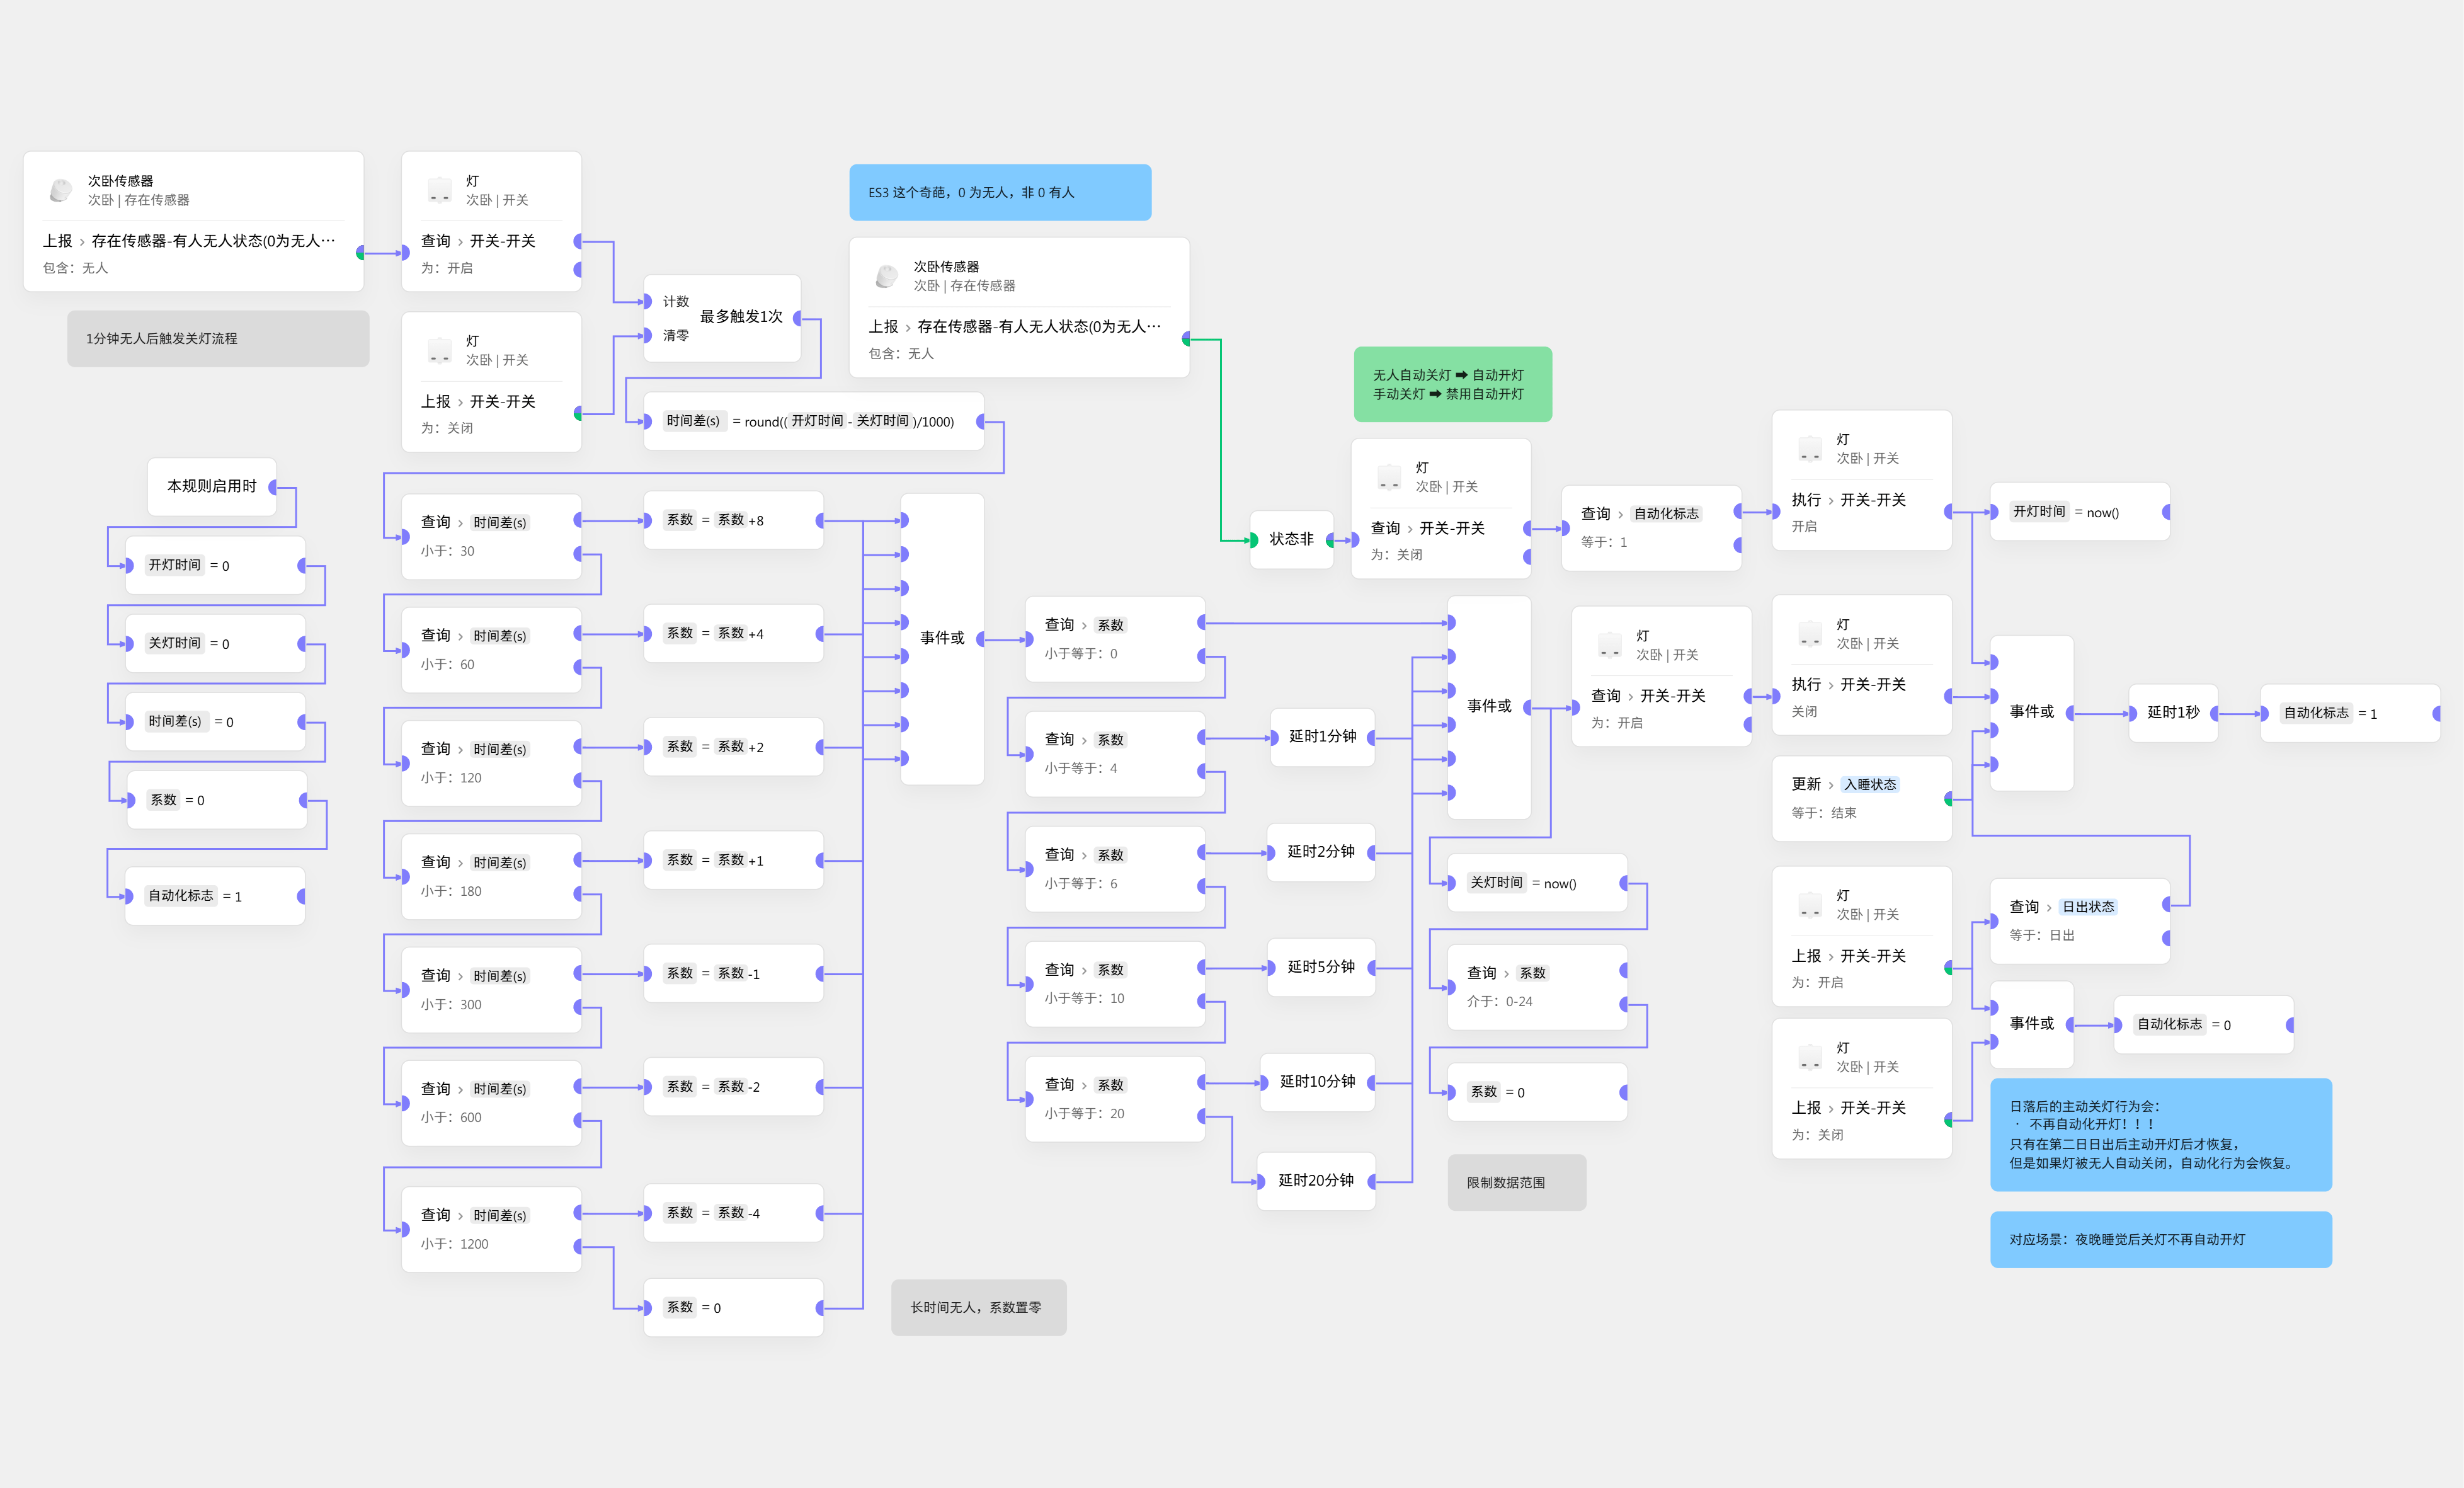 次卧传感器
次卧 | 存在传感器
上报 › 存在传感器-有人无人状态(0为无人…
包含：无人
1分钟无人后触发关灯流程
灯
次卧 | 开关
查询 › 开关-开关
为：开启
灯
次卧 | 开关
上报 › 开关-开关
为：关闭
计数
清零
最多触发1次
时间差(s) = round(( 开灯时间 - 关灯时间 )/1000)
ES3 这个奇葩，0 为无人，非 0 有人
次卧传感器
次卧 | 存在传感器
上报 › 存在传感器-有人无人状态(0为无人…
包含：无人
本规则启用时
开灯时间 = 0
关灯时间 = 0
时间差(s) = 0
系数 = 0
自动化标志 = 1
查询 › 时间差(s)
小于：30
系数 = 系数 +8
查询 › 时间差(s)
小于：60
系数 = 系数 +4
查询 › 时间差(s)
小于：120
系数 = 系数 +2
查询 › 时间差(s)
小于：180
系数 = 系数 +1
查询 › 时间差(s)
小于：300
系数 = 系数 -1
查询 › 时间差(s)
小于：600
系数 = 系数 -2
查询 › 时间差(s)
小于：1200
系数 = 系数 -4
系数 = 0
长时间无人，系数置零
事件或
查询 › 系数
小于等于：0
查询 › 系数
小于等于：4
延时1分钟
查询 › 系数
小于等于：6
延时2分钟
查询 › 系数
小于等于：10
延时5分钟
查询 › 系数
小于等于：20
延时10分钟
延时20分钟
无人自动关灯 ➡ 自动开灯
手动关灯 ➡ 禁用自动开灯
状态非
灯
次卧 | 开关
查询 › 开关-开关
为：关闭
查询 › 自动化标志
等于：1
灯
次卧 | 开关
执行 › 开关-开关
开启
开灯时间 = now()
事件或
灯
次卧 | 开关
查询 › 开关-开关
为：开启
灯
次卧 | 开关
执行 › 开关-开关
关闭
关灯时间 = now()
查询 › 系数
介于：0-24
系数 = 0
限制数据范围
事件或
延时1秒
自动化标志 = 1
更新 › 入睡状态
等于：结束
灯
次卧 | 开关
上报 › 开关-开关
为：开启
查询 › 日出状态
等于：日出
灯
次卧 | 开关
上报 › 开关-开关
为：关闭
事件或
自动化标志 = 0
日落后的主动关灯行为会：
· 不再自动化开灯！！！
只有在第二日日出后主动开灯后才恢复，
但是如果灯被无人自动关闭，自动化行为会恢复。
对应场景：夜晚睡觉后关灯不再自动开灯